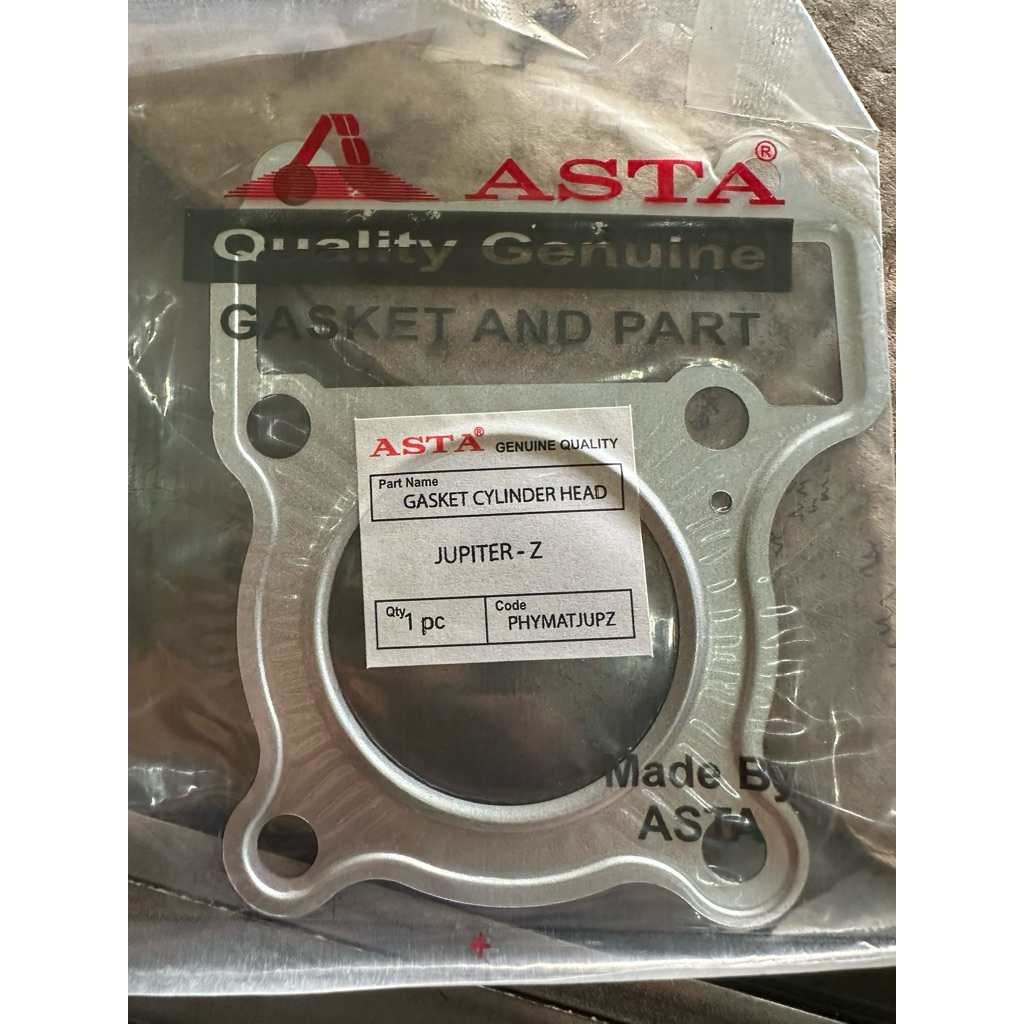 ASTA®
Quality Genuine
GASKET AND PART
ASTA® GENUINE QUALITY
Part Name
GASKET CYLINDER HEAD
JUPITER - Z
Qty 1 pc
Code
PHYMATJUPZ
Made By
ASTA